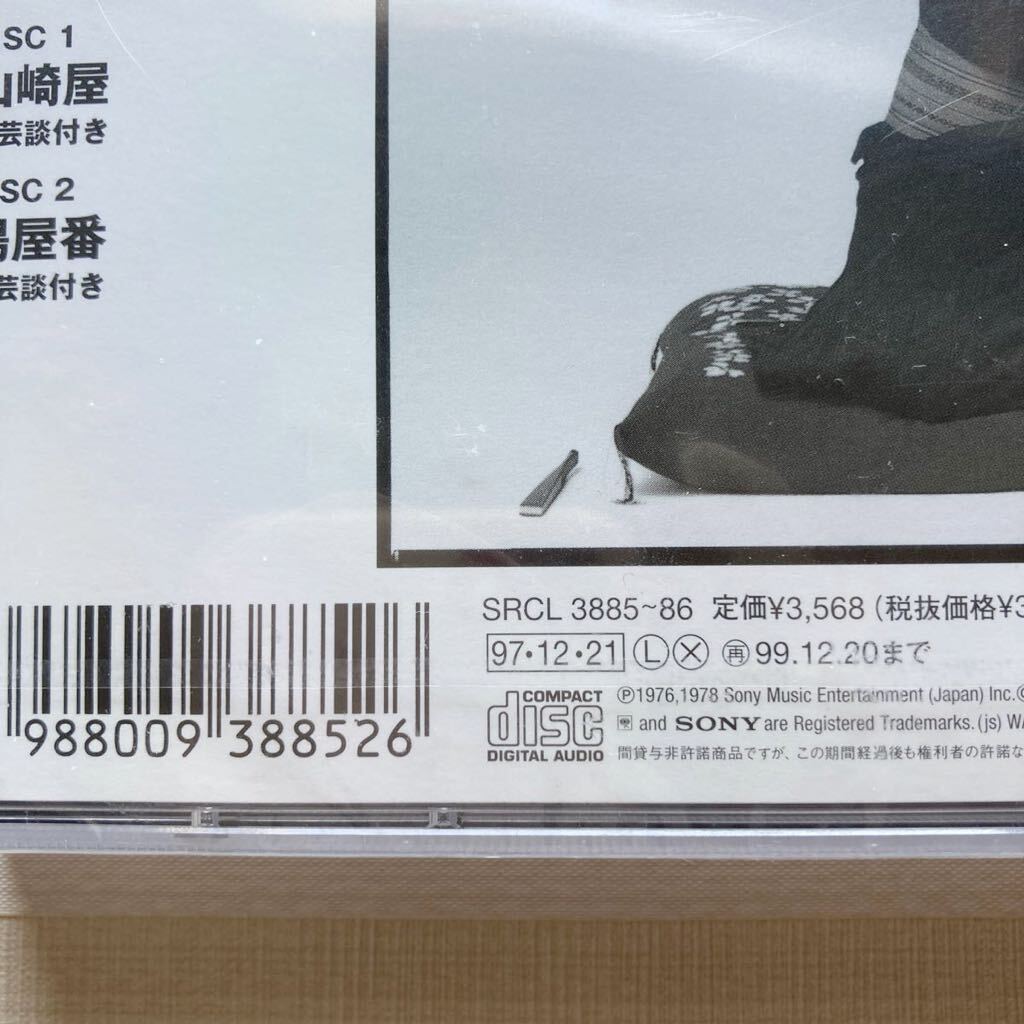 SC 1
山崎屋
芸談付き
SC 2
湯屋番
芸談付き
SRCL 3885~86 定価¥3,568(税抜価格¥3
97・12・21 L X 再 99.12.20まで
988009 388526
COMPACT disc DIGITAL AUDIO
Ⓟ1976,1978 Sony Music Entertainment (Japan) Inc.©
and SONY are Registered Trademarks. (js) WA
間貸与非許諾商品ですが、この期間経過後も権利者の許諾な